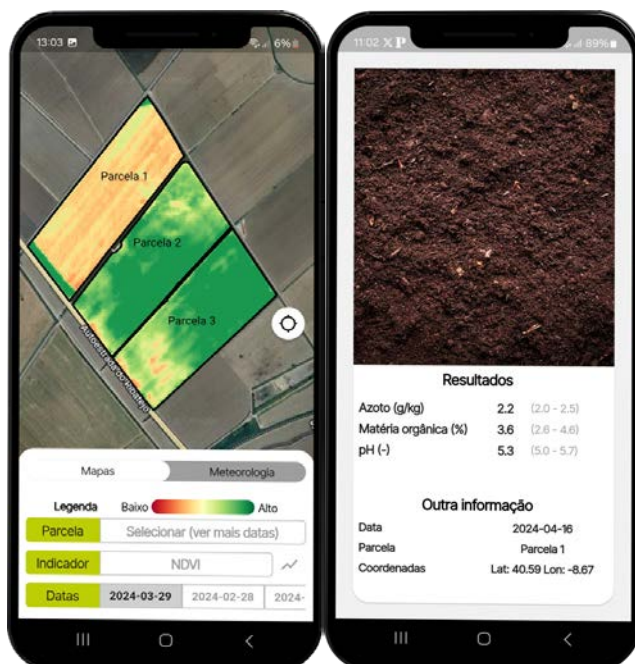 13:03
6%
Parcela 1
Parcela 2
Parcela 3
Autoestrada do Ribatejo
Mapas Meteorologia
Legenda Baixo Alto
Parcela Selecionar (ver mais datas)
Indicador NDVI
Datas 2024-03-29 2024-02-28 2024-
11:02 X P
89%
Resultados
Azoto (g/kg) 2.2 (2.0 - 2.5)
Matéria orgânica (%) 3.6 (2.6 - 4.6)
pH (-) 5.3 (5.0 - 5.7)
Outra informação
Data 2024-04-16
Parcela Parcela 1
Coordenadas Lat: 40.59 Lon: -8.67